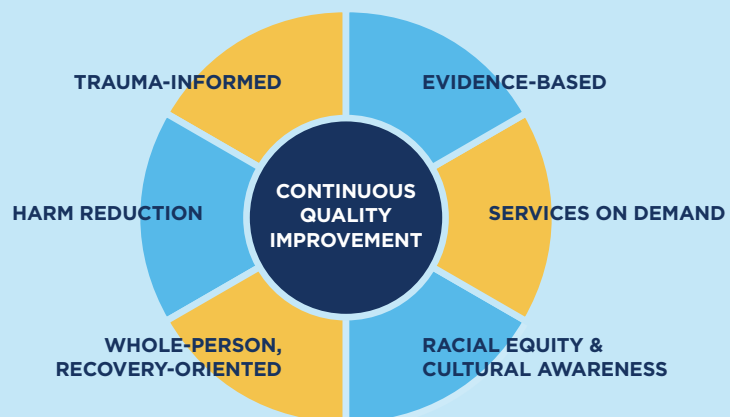 TRAUMA-INFORMED
EVIDENCE-BASED
HARM REDUCTION
CONTINUOUS
QUALITY
IMPROVEMENT
SERVICES ON DEMAND
WHOLE-PERSON,
RECOVERY-ORIENTED
RACIAL EQUITY &
CULTURAL AWARENESS